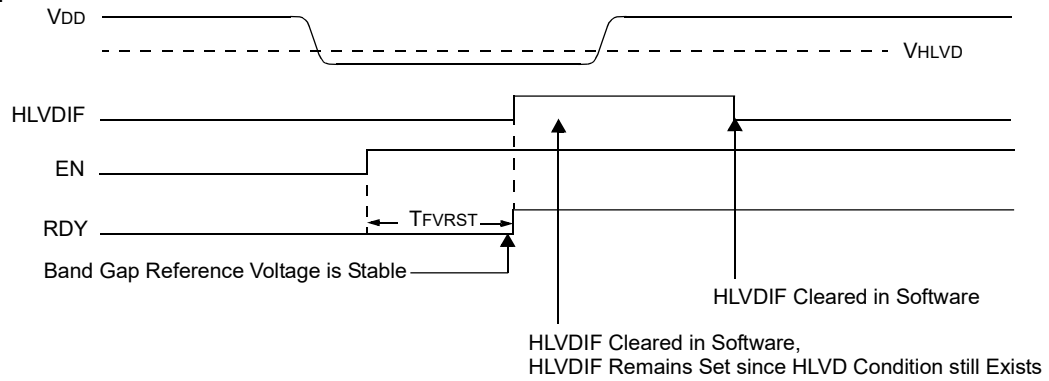 VDD
VHLVD
HLVDIF
EN
TFVRST
RDY
Band Gap Reference Voltage is Stable
HLVDIF Cleared in Software
HLVDIF Cleared in Software,
HLVDIF Remains Set since HLVD Condition still Exists